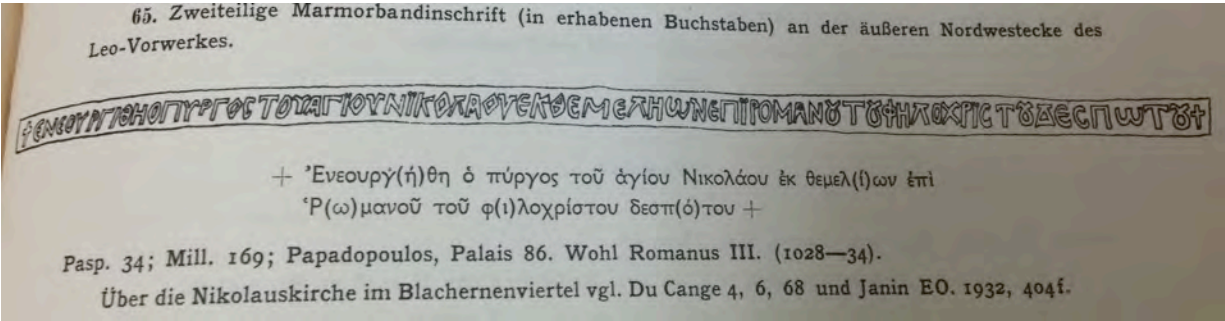 65. Zweiteilige Marmorbandinschrift (in erhabenen Buchstaben) an der äußeren Nordwestecke des
Leo-Vorwerkes.
†ΕΝΕΟΥΡΓΙΘΗΟΠΥΡΓΟϹΤΟΥΑΓΙΟΥΝΙΚΟΛΑΟΥΕΚΘΕΜΕΛΗΩΝΕΠΙΡΟΜΑΝȢΤȢΦΗΛΟΧΡΙϹΤȢΔΕϹΠΩΤȢ†
+ Ἐνεουργ(ή)θη ὁ πύργος τοῦ ἁγίου Νικολάου ἐκ θεμελ(ί)ων ἐπὶ
Ῥ(ω)μανοῦ τοῦ φ(ι)λοχρίστου δεσπ(ό)του +
Pasp. 34; Mill. 169; Papadopoulos, Palais 86. Wohl Romanus III. (1028—34).
Über die Nikolauskirche im Blachernenviertel vgl. Du Cange 4, 6, 68 und Janin EO. 1932, 404f.